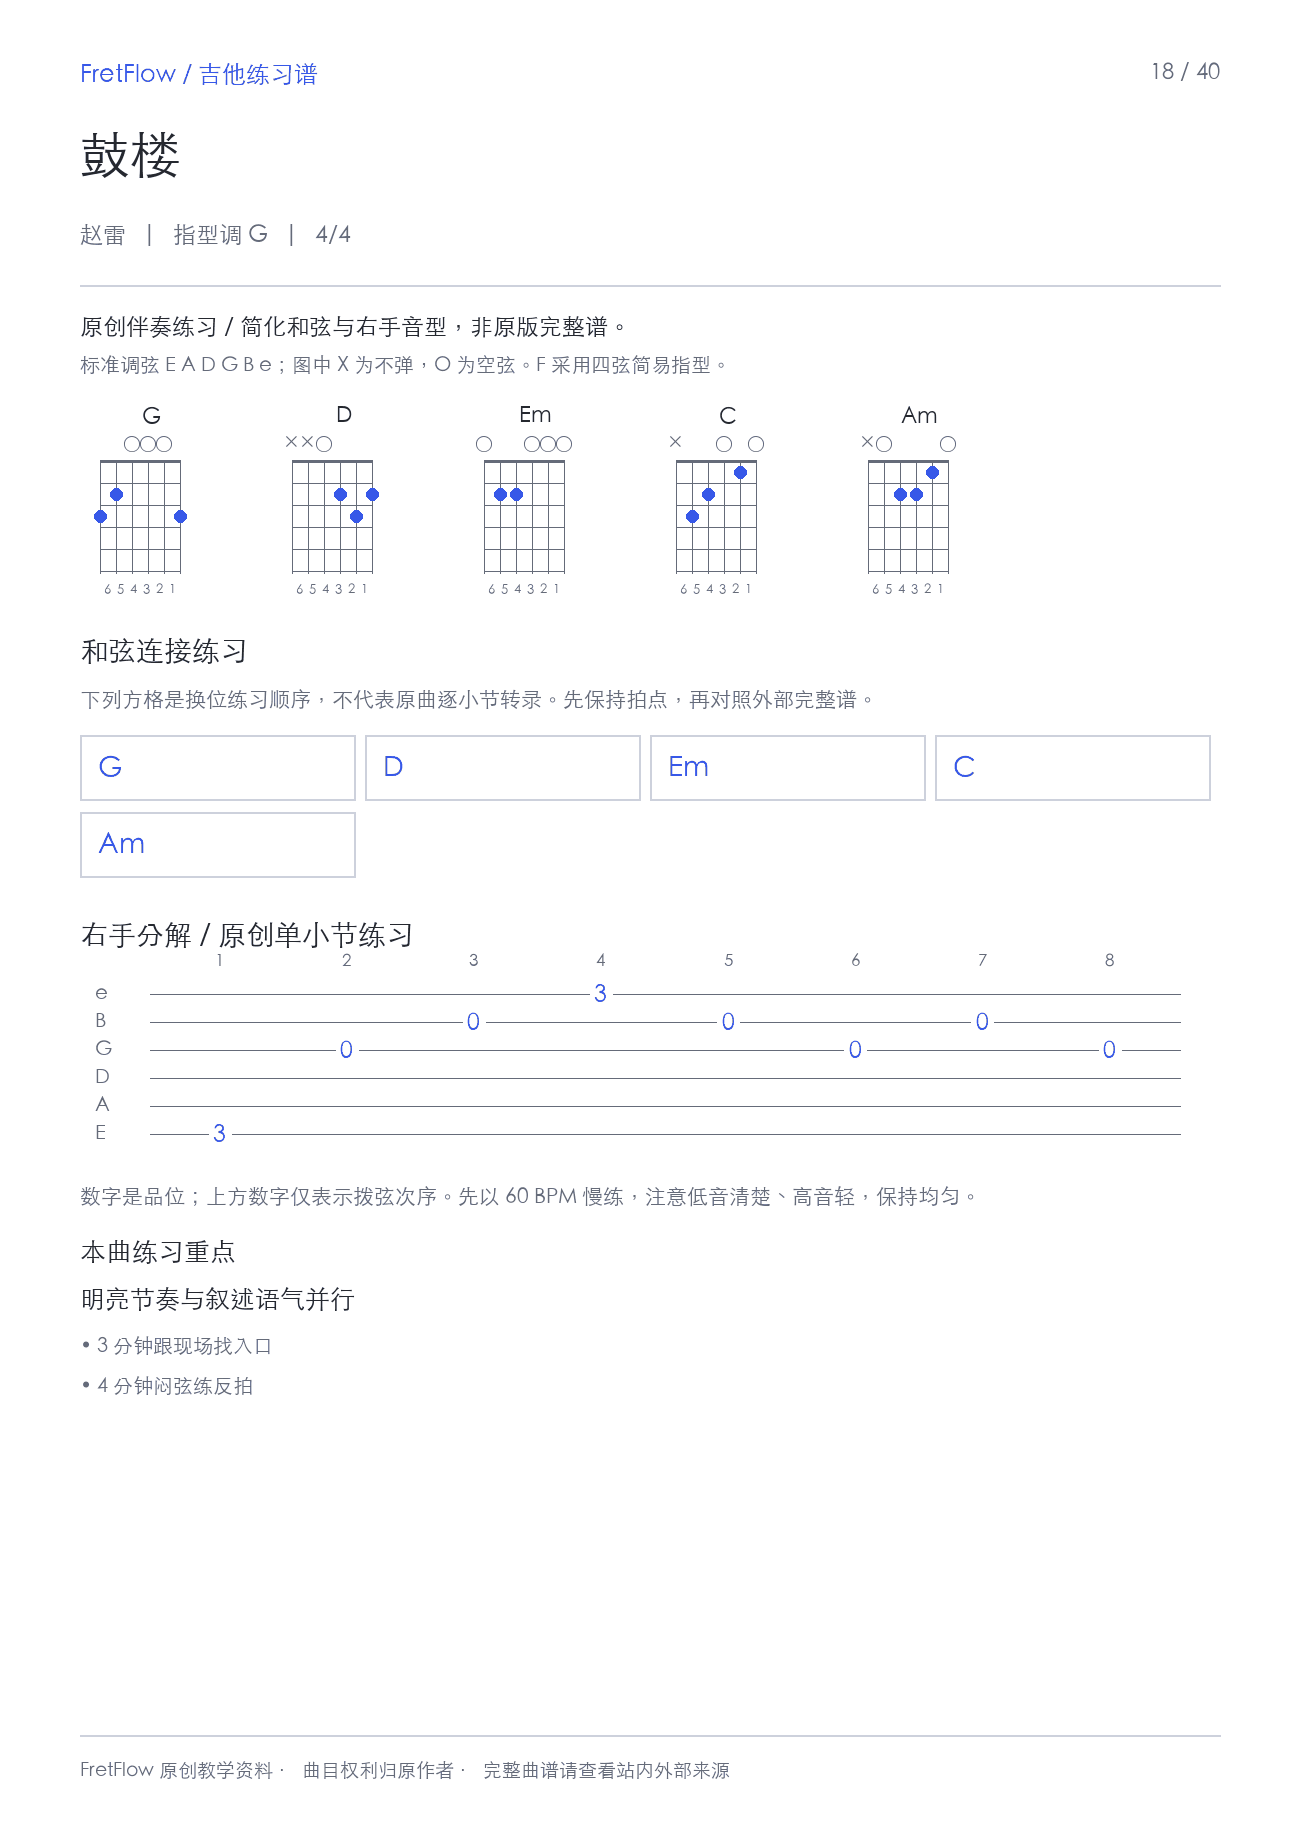 FretFlow / 吉他练习谱
18 / 40
鼓楼
赵雷 | 指型调 G | 4/4
原创伴奏练习 / 简化和弦与右手音型，非原版完整谱。
标准调弦 E A D G B e；图中 X 为不弹，O 为空弦。F 采用四弦简易指型。
G D Em C Am
6 5 4 3 2 1 6 5 4 3 2 1 6 5 4 3 2 1 6 5 4 3 2 1 6 5 4 3 2 1
和弦连接练习
下列方格是换位练习顺序，不代表原曲逐小节转录。先保持拍点，再对照外部完整谱。
G D Em C
Am
右手分解 / 原创单小节练习
1 2 3 4 5 6 7 8
e 3
B 0 0 0
G 0 0 0
D
A
E 3
数字是品位；上方数字仅表示拨弦次序。先以 60 BPM 慢练，注意低音清楚、高音轻，保持均匀。
本曲练习重点
明亮节奏与叙述语气并行
• 3 分钟跟现场找入口
• 4 分钟闷弦练反拍
FretFlow 原创教学资料 · 曲目权利归原作者 · 完整曲谱请查看站内外部来源